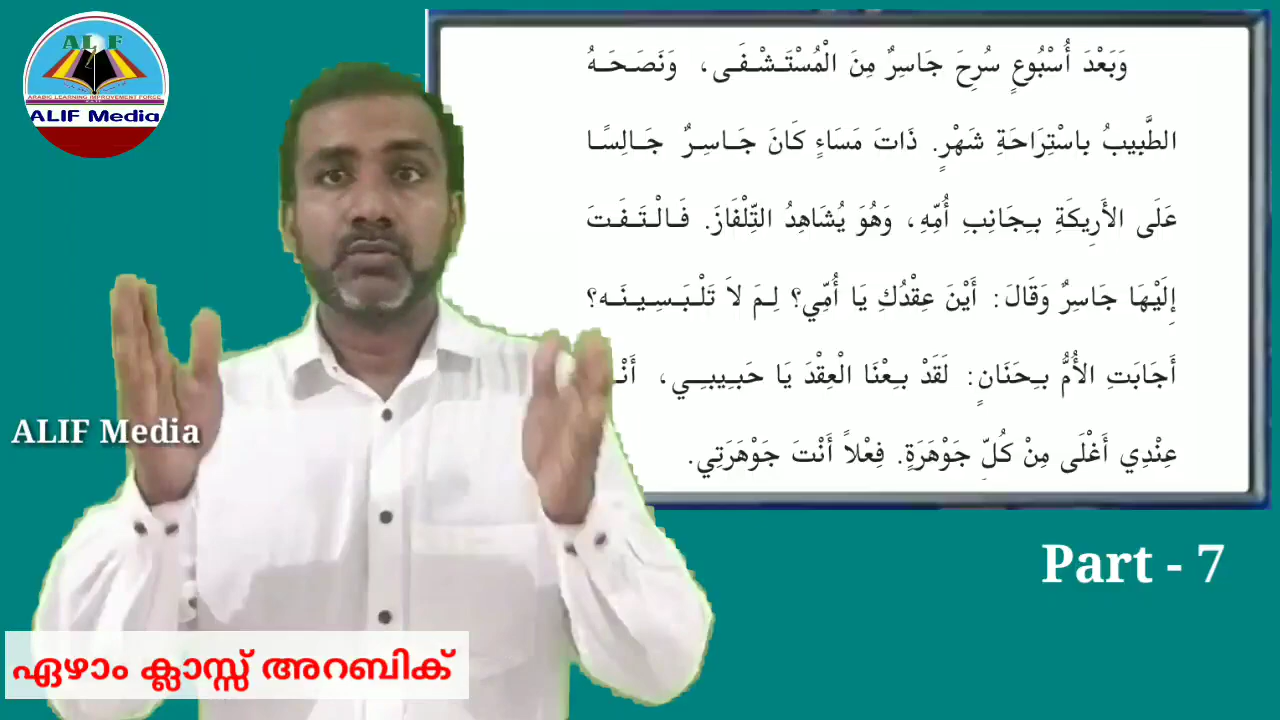 ALIF
ARABIC LEARNING IMPROVEMENT FORCE
ALIF Media
وَبَعْدَ أُسْبُوعٍ سُرِحَ جَاسِرٌ مِنَ الْمُسْتَشْفَى، وَنَصَحَهُ
الطَّبِيبُ بِاسْتِرَاحَةِ شَهْرٍ. ذَاتَ مَسَاءٍ كَانَ جَاسِرٌ جَالِسًا
عَلَى الأَرِيكَةِ بِجَانِبِ أُمِّهِ، وَهُوَ يُشَاهِدُ التِّلْفَازَ. فَالْتَفَتَ
إِلَيْهَا جَاسِرٌ وَقَالَ: أَيْنَ عِقْدُكِ يَا أُمِّي؟ لِمَ لاَ تَلْبَسِينَه؟
أَجَابَتِ الأُمُّ بِحَنَانٍ: لَقَدْ بِعْنَا الْعِقْدَ يَا حَبِيبِي،
عِنْدِي أَغْلَى مِنْ كُلِّ جَوْهَرَةٍ. فِعْلاً أَنْتَ جَوْهَرَتِي.
ALIF Media
Part - 7
ഏഴാം ക്ലാസ്സ് അറബിക്